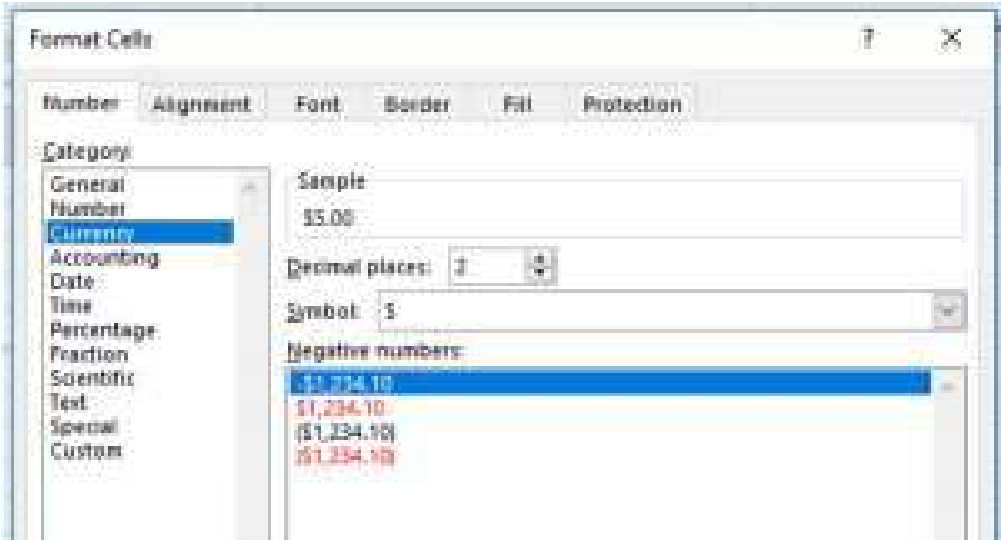 Format Cells ? ×
Number Alignment Font Border Fill Protection
Category:
General
Number
Currency
Accounting
Date
Time
Percentage
Fraction
Scientific
Text
Special
Custom
Sample
$5.00
Decimal places: 2
Symbol: $
Negative numbers:
-$1,234.10
$1,234.10
($1,234.10)
($1,234.10)